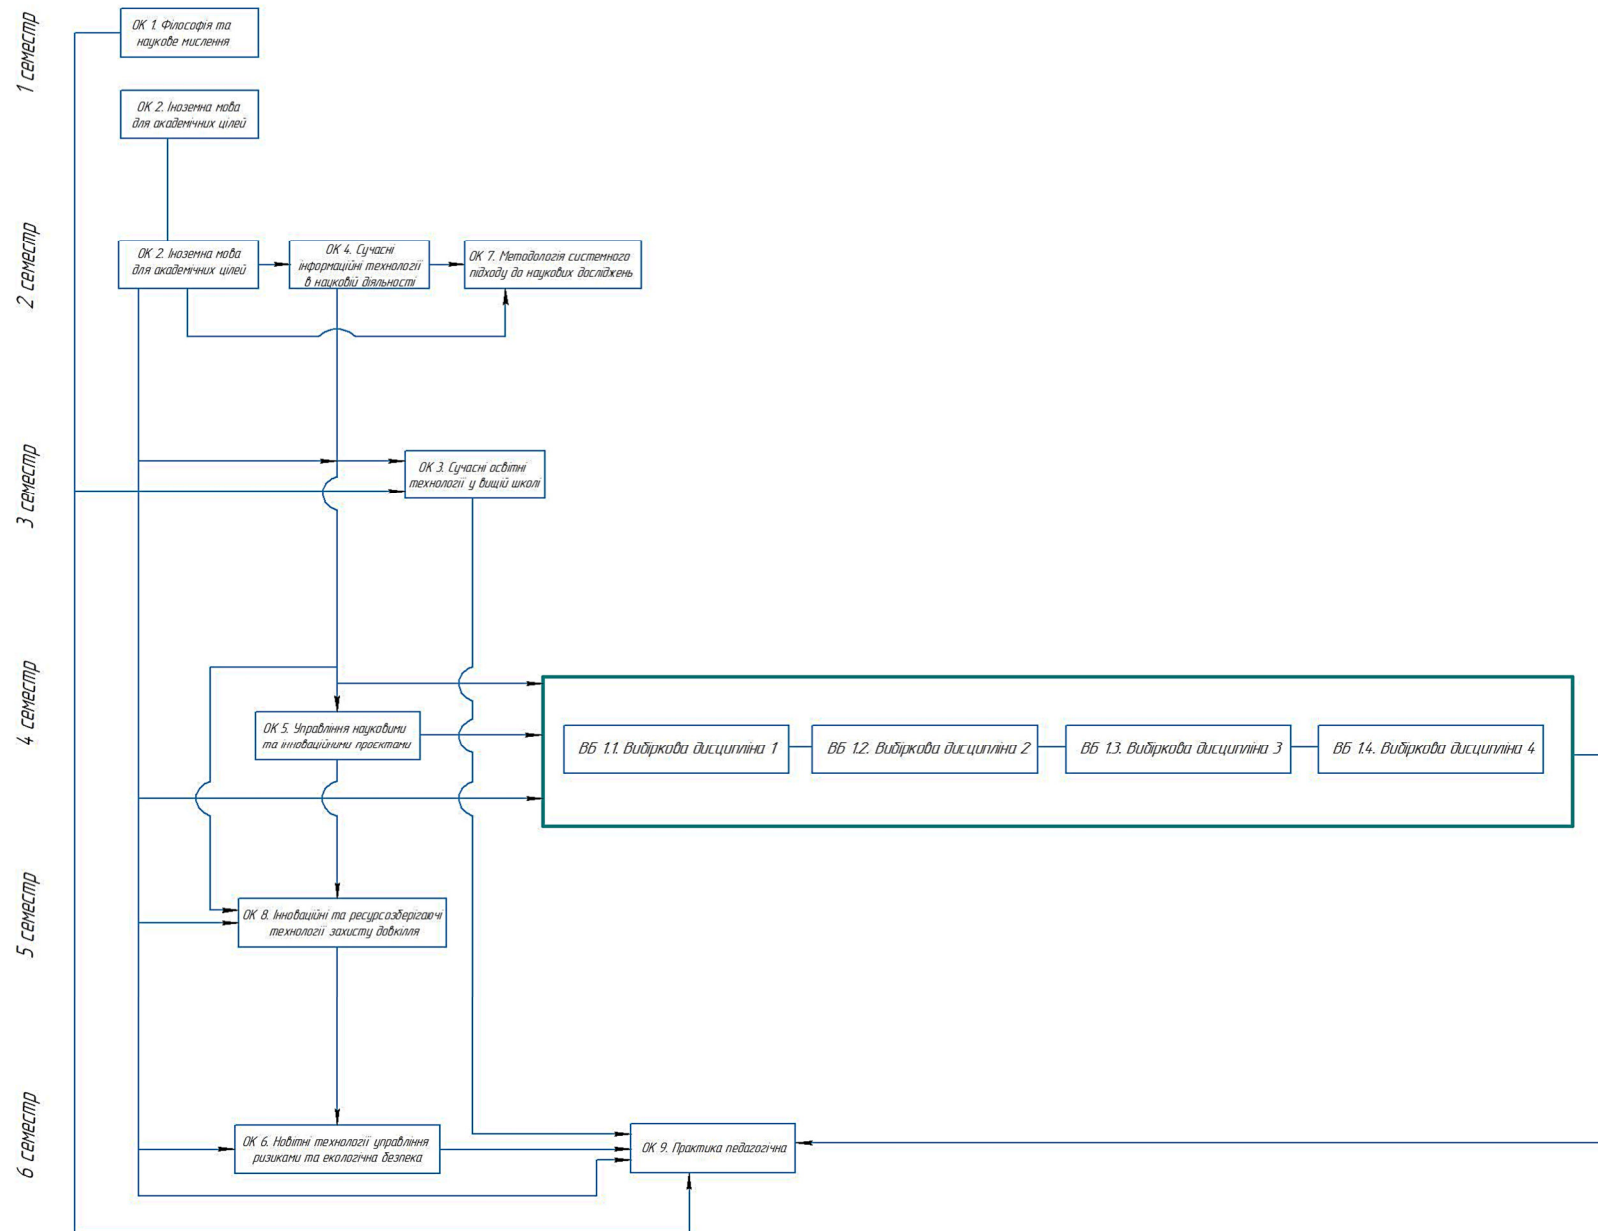 1 семестр
ОК 1. Філософія та
наукове мислення
ОК 2. Іноземна мова
для академічних цілей
2 семестр
ОК 2. Іноземна мова
для академічних цілей
ОК 4. Сучасні
інформаційні технології
в науковій діяльності
ОК 7. Методологія системного
підходу до наукових досліджень
3 семестр
ОК 3. Сучасні освітні
технології у вищій школі
4 семестр
ОК 5. Управління науковими
та інноваційними проєктами
ВБ 1.1. Вибіркова дисципліна 1
ВБ 1.2. Вибіркова дисципліна 2
ВБ 1.3. Вибіркова дисципліна 3
ВБ 1.4. Вибіркова дисципліна 4
5 семестр
ОК 8. Інноваційні та ресурсозберігаючі
технології захисту довкілля
6 семестр
ОК 6. Новітні технології управління
ризиками та екологічна безпека
ОК 9. Практика педагогічна